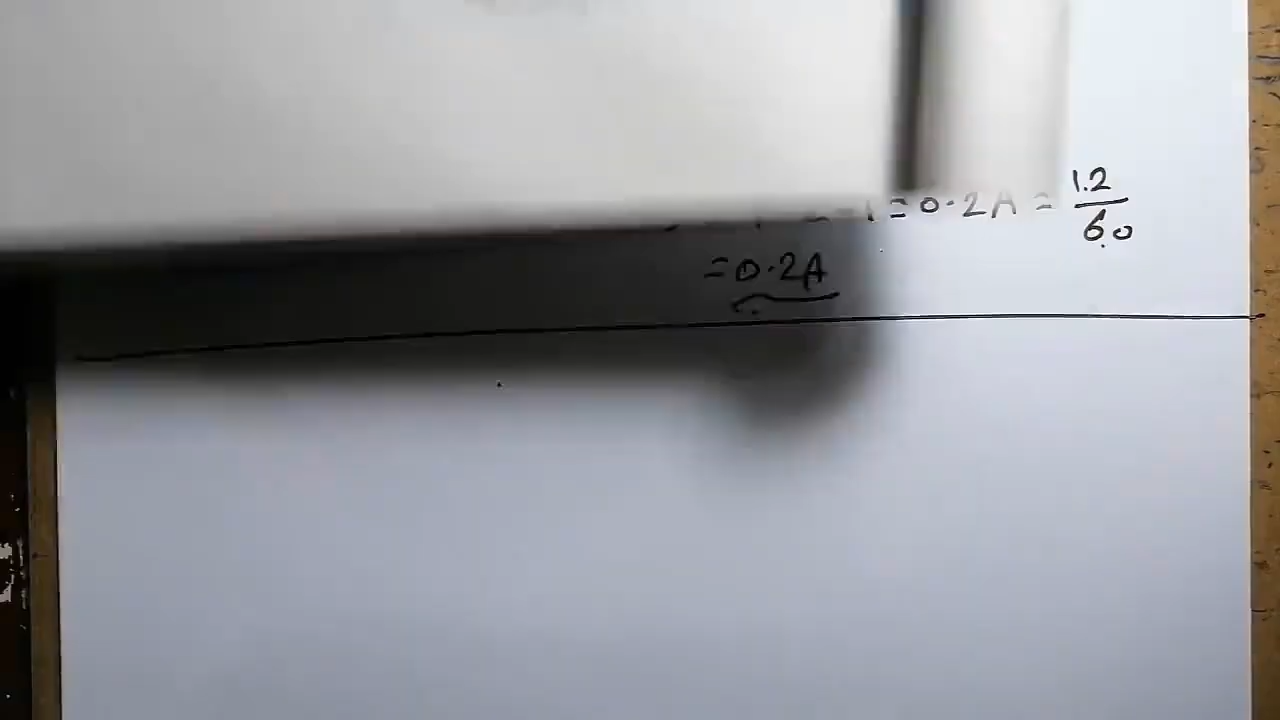 = 0.2A = 1.2/6.0
= 0.2A